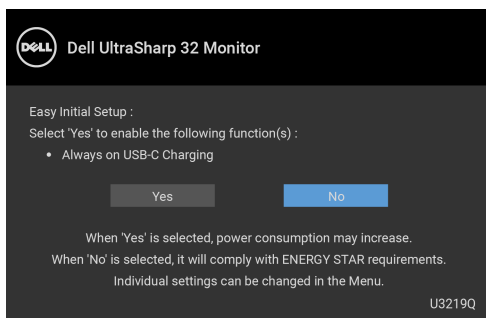 DELL Dell UltraSharp 32 Monitor
Easy Initial Setup :
Select 'Yes' to enable the following function(s) :
• Always on USB-C Charging
Yes No
When 'Yes' is selected, power consumption may increase.
When 'No' is selected, it will comply with ENERGY STAR requirements.
Individual settings can be changed in the Menu.
U3219Q